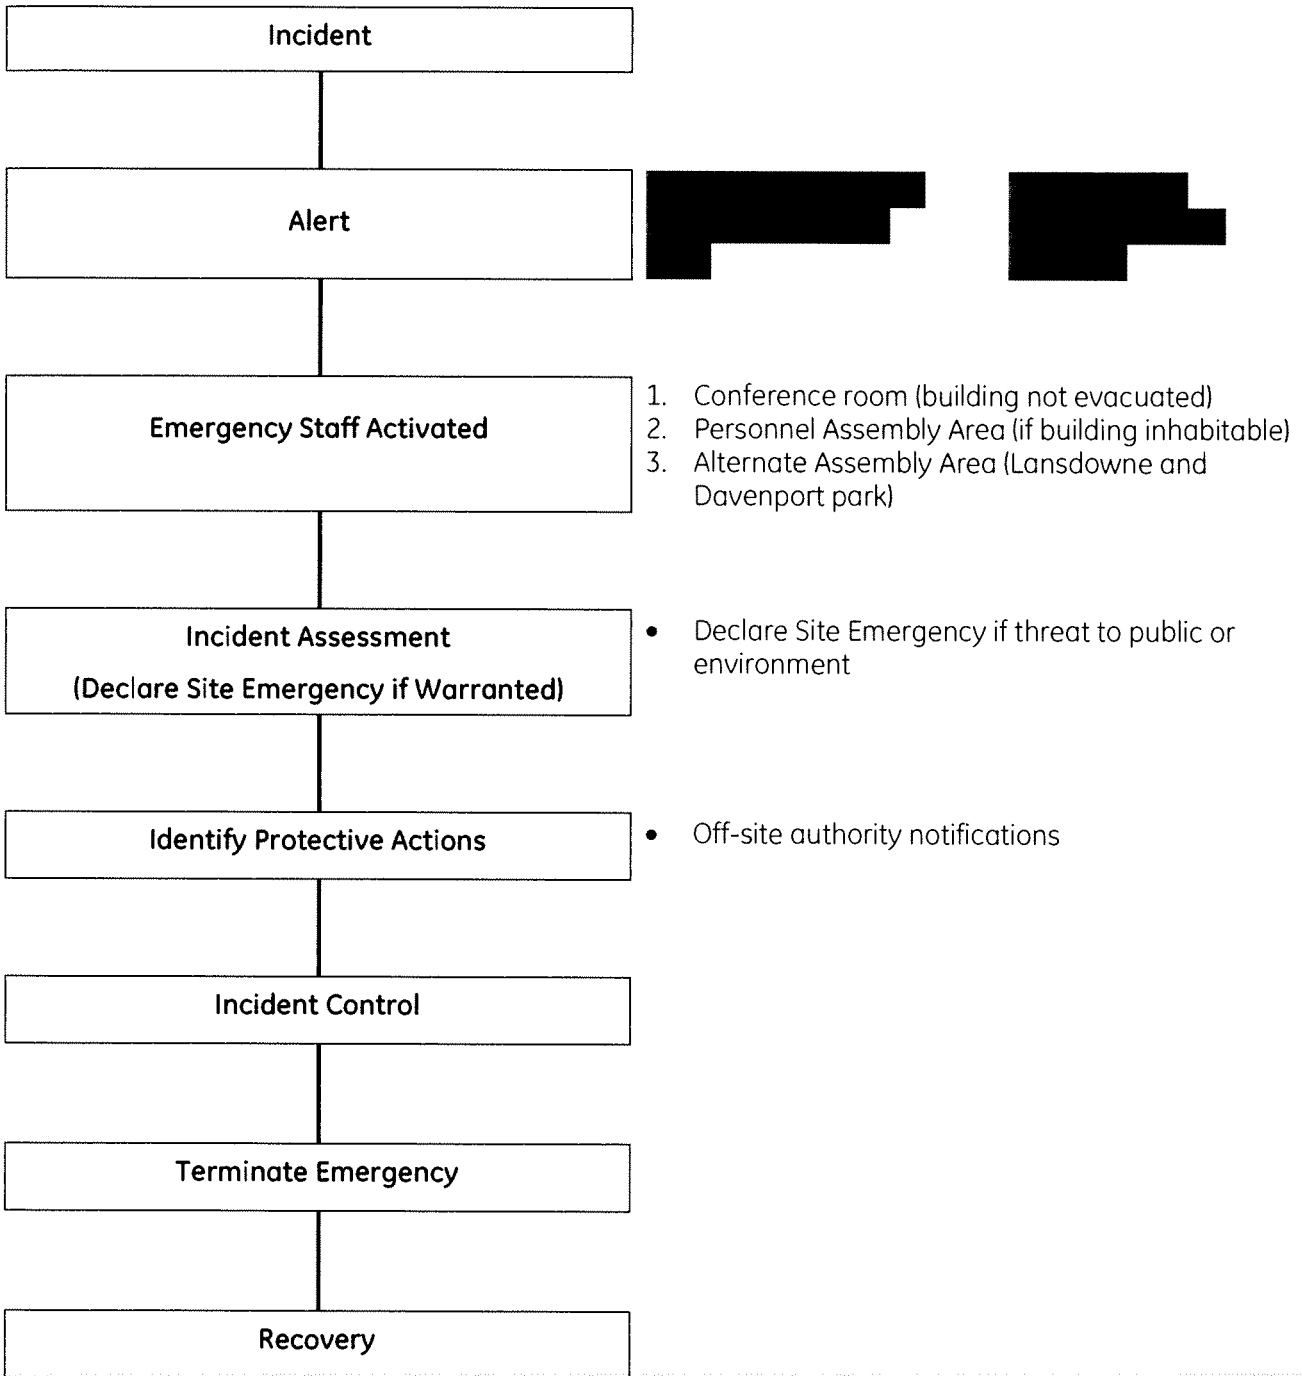 Incident
Alert
Emergency Staff Activated
1. Conference room (building not evacuated)
2. Personnel Assembly Area (if building inhabitable)
3. Alternate Assembly Area (Lansdowne and
Davenport park)
Incident Assessment
(Declare Site Emergency if Warranted)
• Declare Site Emergency if threat to public or
environment
Identify Protective Actions
• Off-site authority notifications
Incident Control
Terminate Emergency
Recovery